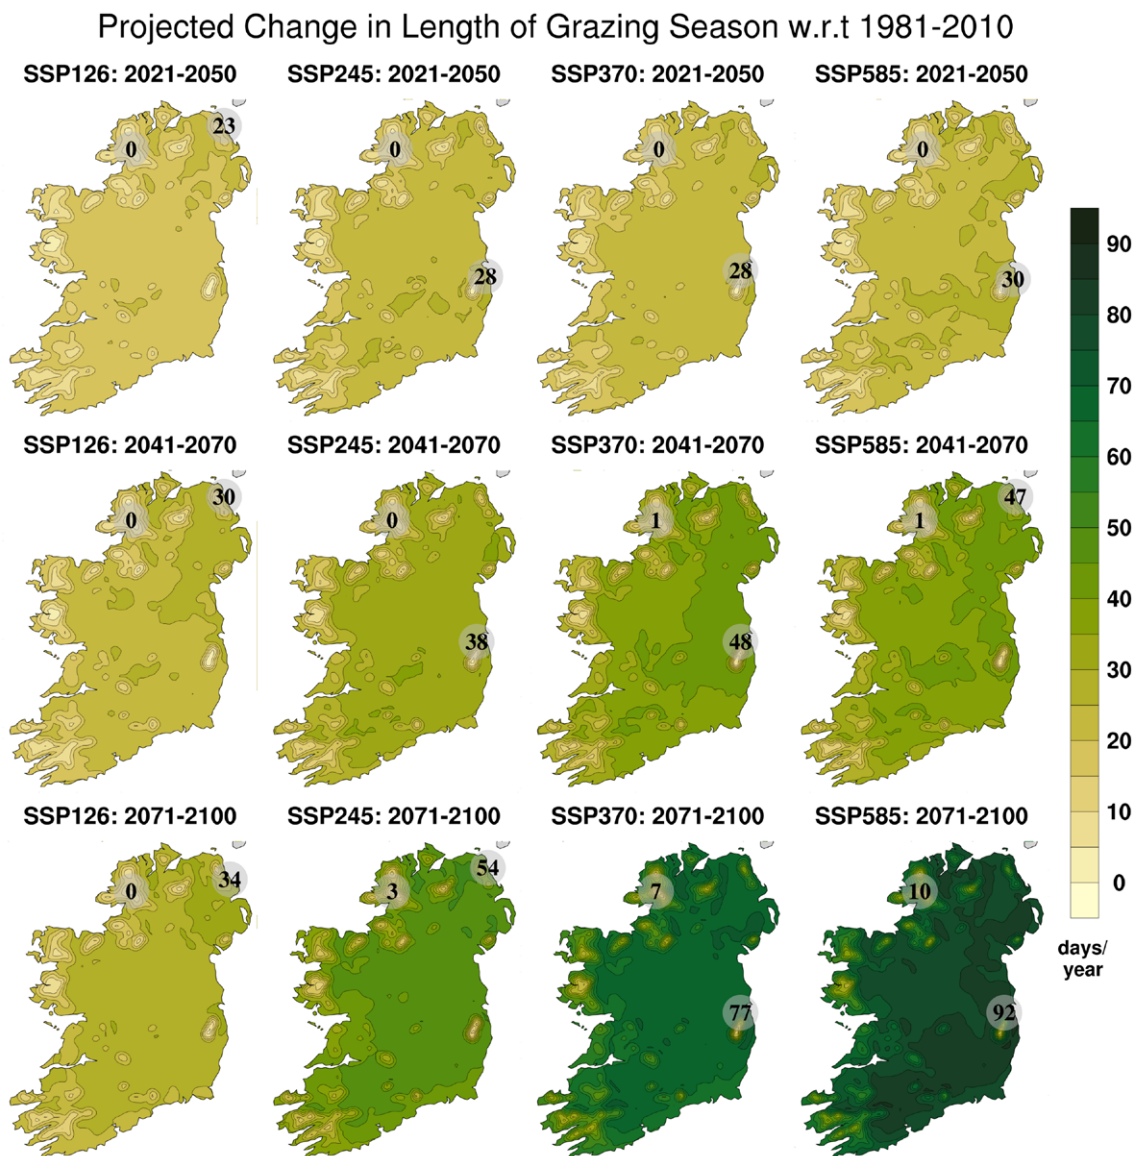 Projected Change in Length of Grazing Season w.r.t 1981-2010
SSP126: 2021-2050 SSP245: 2021-2050 SSP370: 2021-2050 SSP585: 2021-2050
23
0 0 0 0
28 28 30
SSP126: 2041-2070 SSP245: 2041-2070 SSP370: 2041-2070 SSP585: 2041-2070
30 47
0 0 1 1
38 48
SSP126: 2071-2100 SSP245: 2071-2100 SSP370: 2071-2100 SSP585: 2071-2100
34 54
0 3 7 10
77 92
90
80
70
60
50
40
30
20
10
0
days/
year